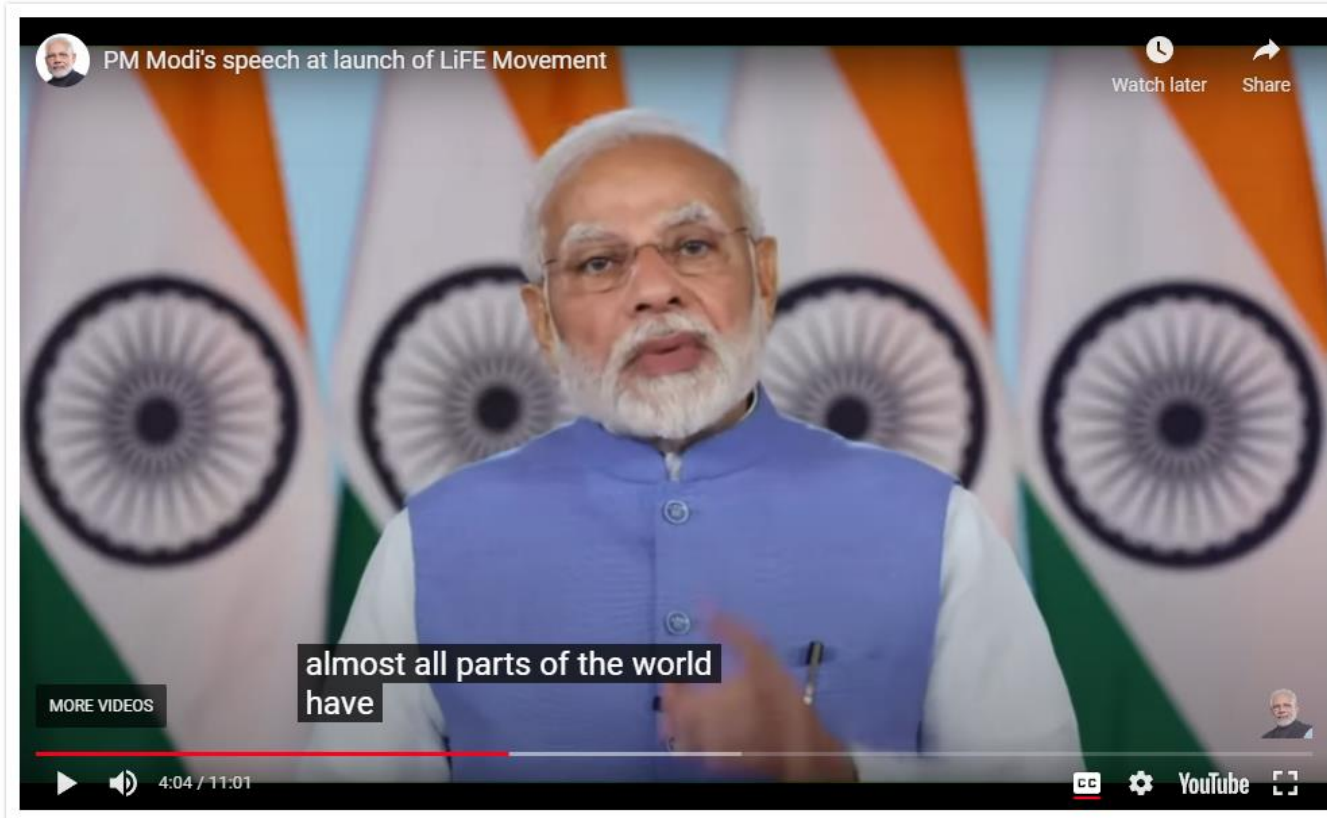 PM Modi's speech at launch of LiFE Movement
Watch later
Share
almost all parts of the world
have
MORE VIDEOS
4:04 / 11:01
CC
YouTube